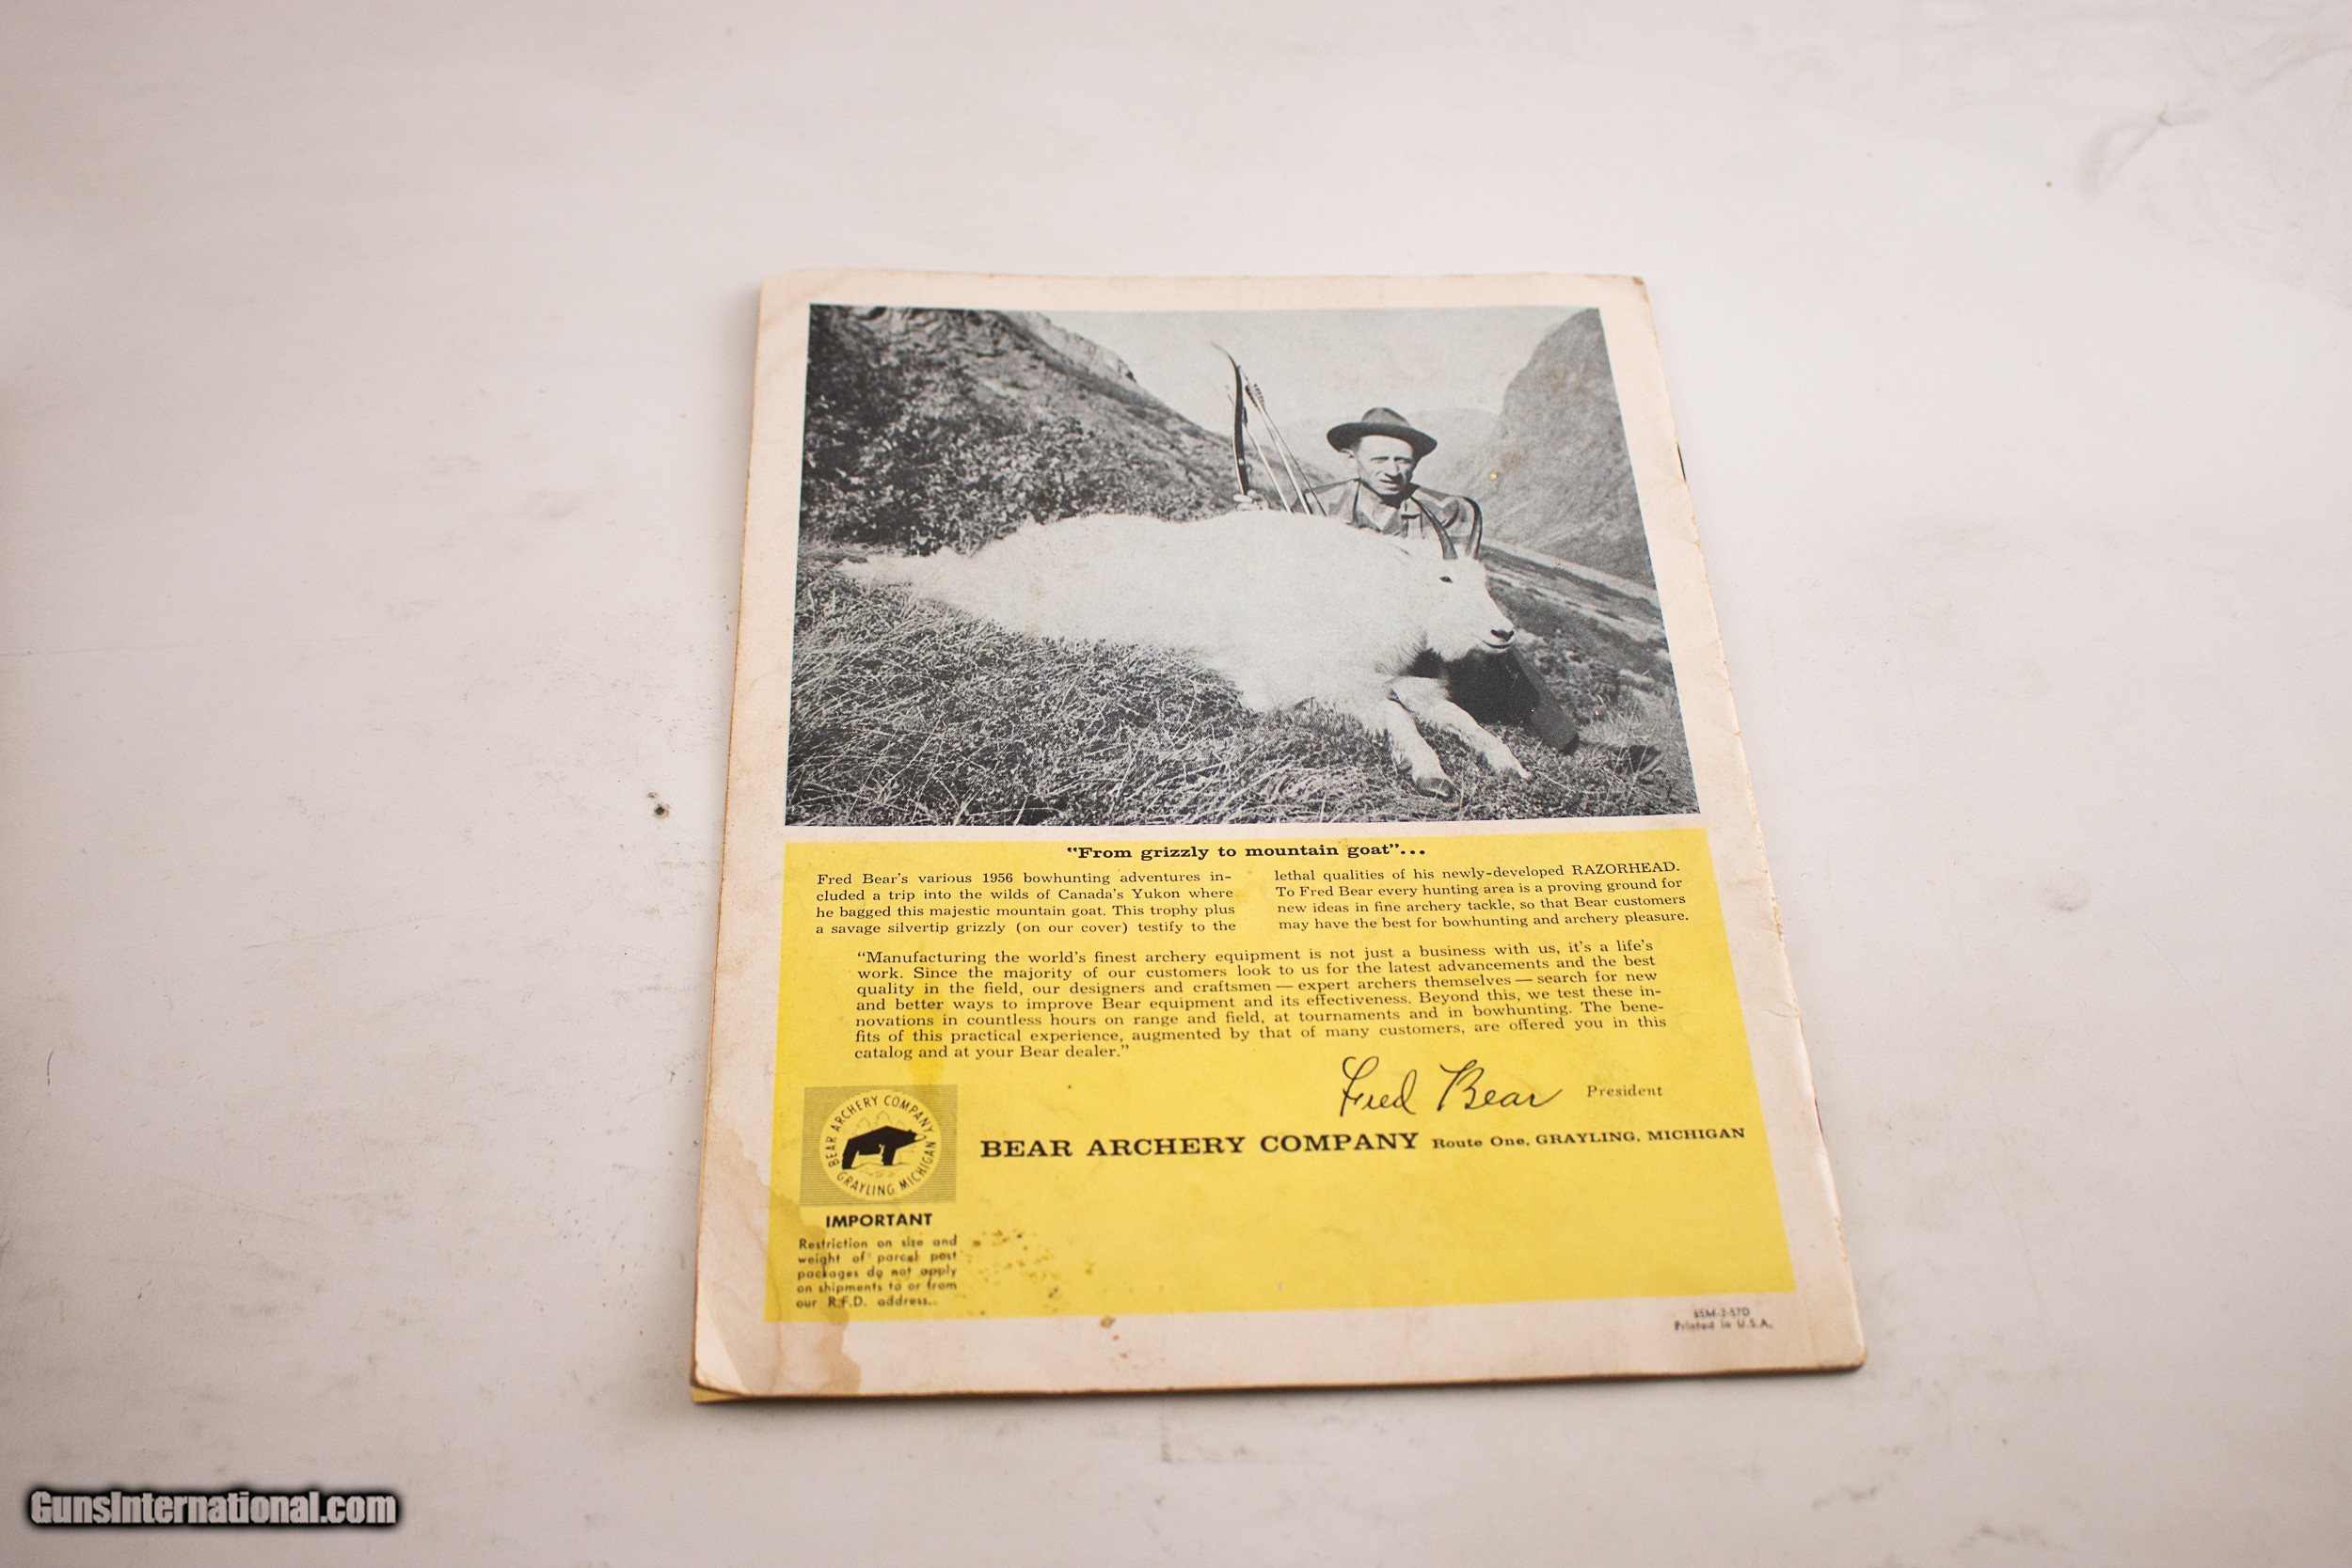 "From grizzly to mountain goat"...
Fred Bear's various 1956 bowhunting adventures in-
cluded a trip into the wilds of Canada's Yukon where
he bagged this majestic mountain goat. This trophy plus
a savage silvertip grizzly (on our cover) testify to the
lethal qualities of his newly-developed RAZORHEAD.
To Fred Bear every hunting area is a proving ground for
new ideas in fine archery tackle, so that Bear customers
may have the best for bowhunting and archery pleasure.
"Manufacturing the world's finest archery equipment is not just a business with us, it's a life's
work. Since the majority of our customers look to us for the latest advancements and the best
quality in the field, our designers and craftsmen — expert archers themselves — search for new
and better ways to improve Bear equipment and its effectiveness. Beyond this, we test these in-
novations in countless hours on range and field, at tournaments and in bowhunting. The bene-
fits of this practical experience, augmented by that of many customers, are offered you in this
catalog and at your Bear dealer."
Fred Bear President
BEAR ARCHERY COMPANY
GRAYLING MICHIGAN
BEAR ARCHERY COMPANY Route One, GRAYLING, MICHIGAN
IMPORTANT
Restriction on size and
weight of parcel post
packages do not apply
on shipments to or from
our R.F.D. address.
Printed in U.S.A.
GunsInternational.com